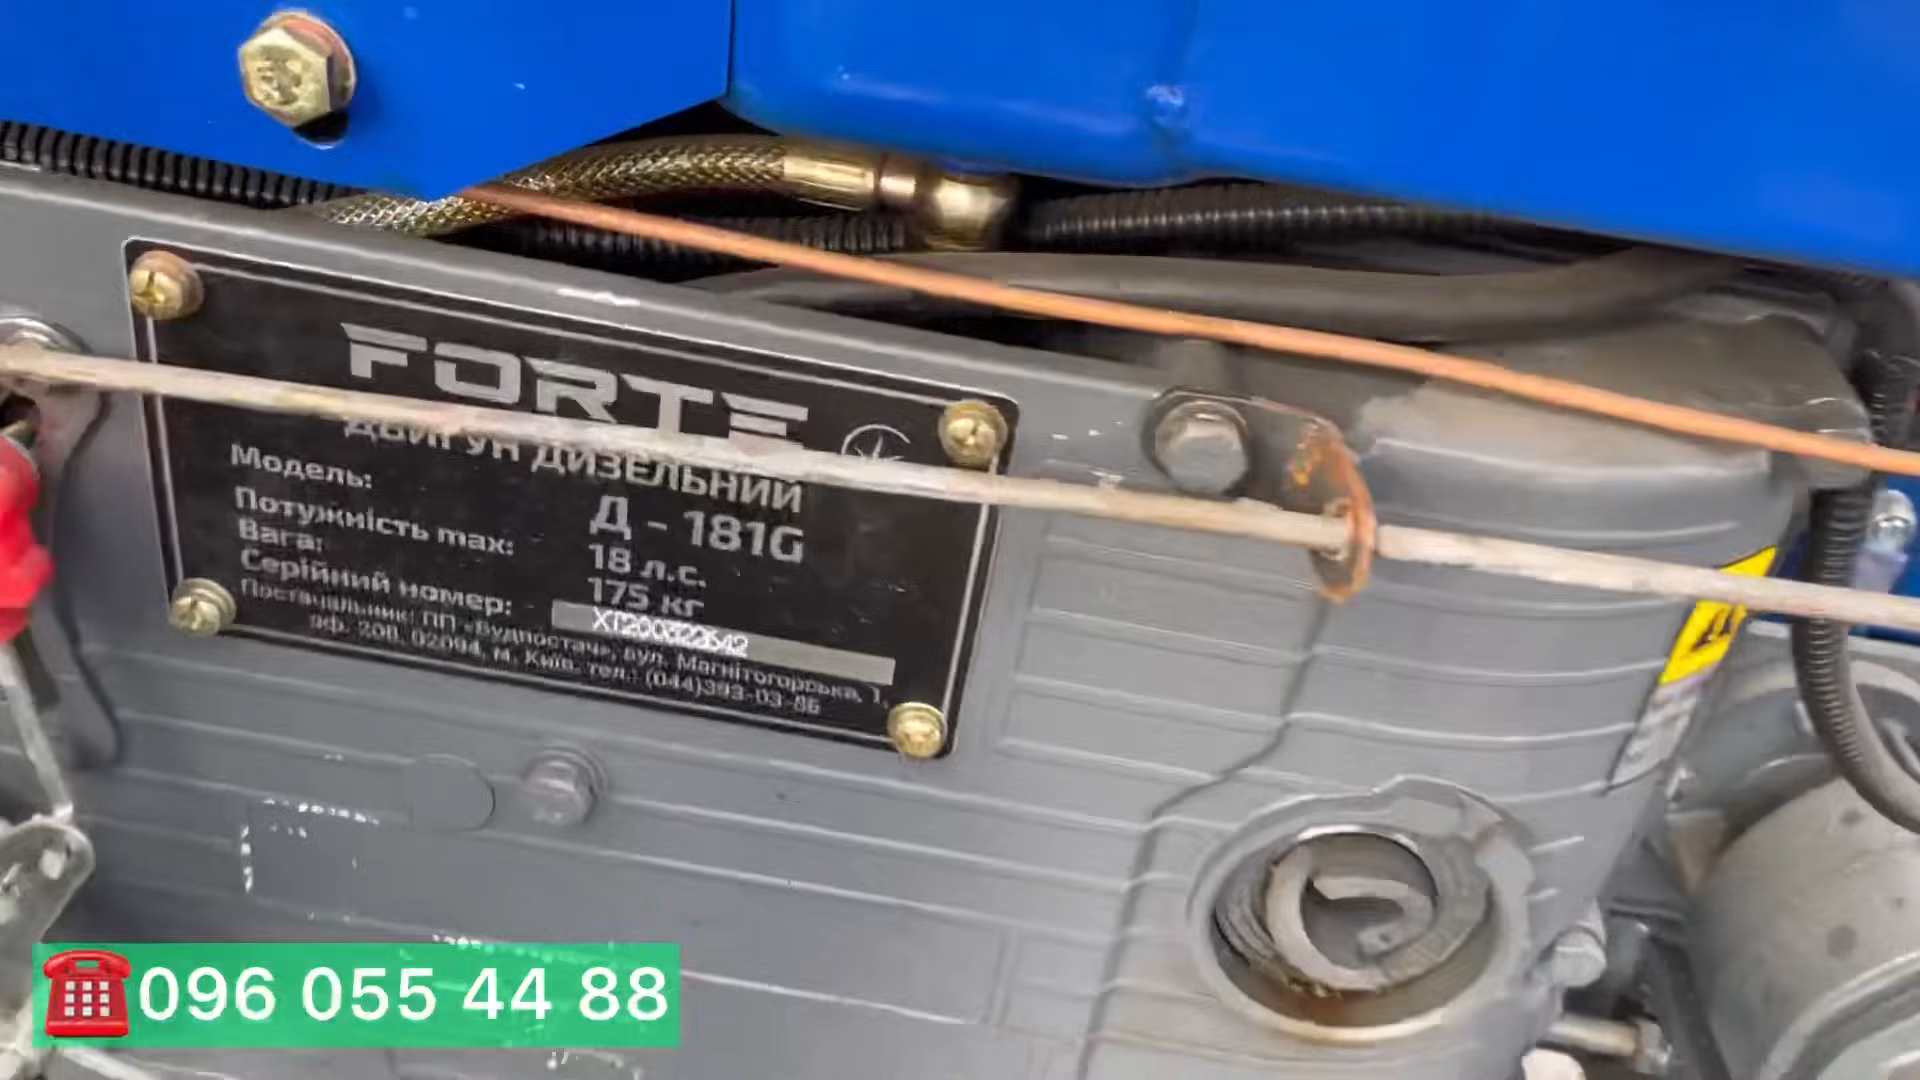 FORTE
ДВИГУН ДИЗЕЛЬНИЙ
Модель: Д - 181G
Потужність max: 18 л.с.
Вага: 175 кг
Серійний номер:
Постачальник: ПП «Будпостач», вул. Магнітогорська, 1,
оф. 208, 02094, м. Київ, тел.: (044)393-03-86
096 055 44 88